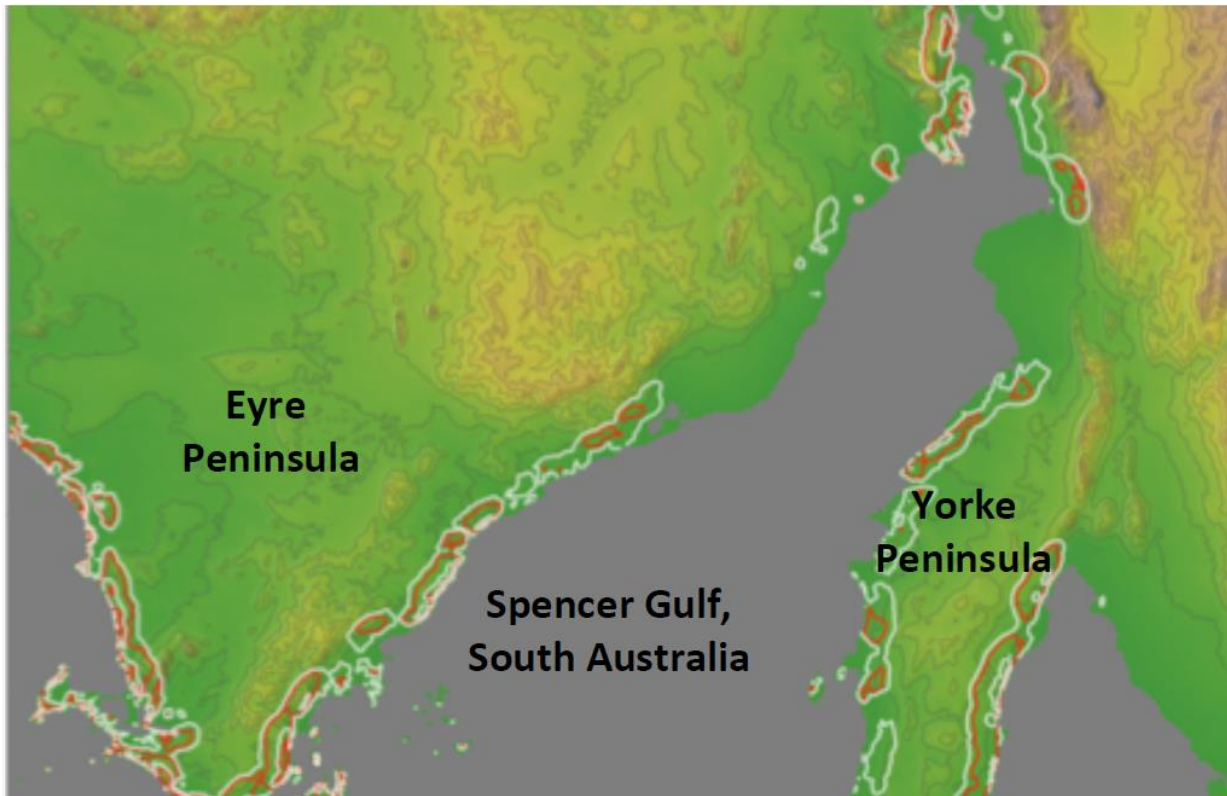 Eyre
Peninsula
Yorke
Peninsula
Spencer Gulf,
South Australia